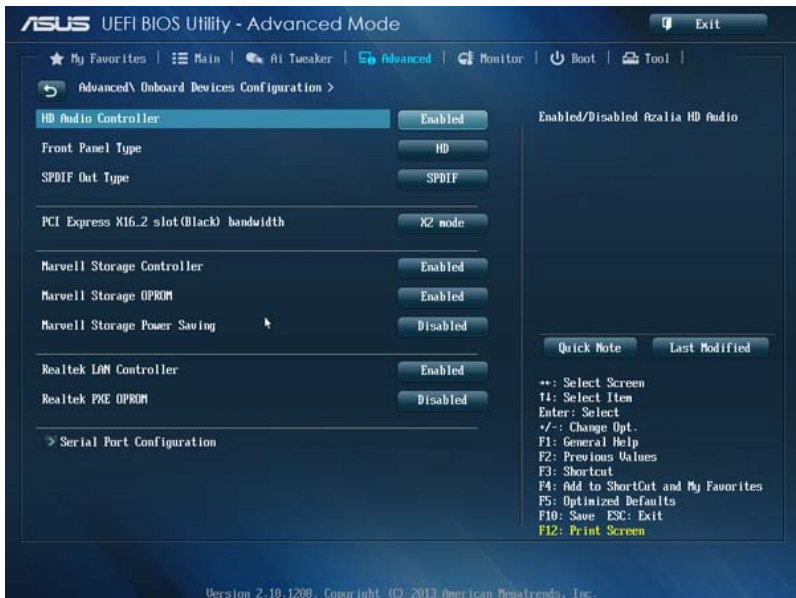 ASUS UEFI BIOS Utility - Advanced Mode
Exit
My Favorites | Main | Ai Tweaker | Advanced | Monitor | Boot | Tool |
Advanced\ Onboard Devices Configuration >
HD Audio Controller Enabled
Enabled/Disabled Azalia HD Audio
Front Panel Type HD
SPDIF Out Type SPDIF
PCI Express X16_2 slot(Black) bandwidth X2 mode
Marvell Storage Controller Enabled
Marvell Storage OPROM Enabled
Marvell Storage Power Saving Disabled
Realtek LAN Controller Enabled
Realtek PXE OPROM Disabled
> Serial Port Configuration
Quick Note Last Modified
→←: Select Screen
↑↓: Select Item
Enter: Select
+/-: Change Opt.
F1: General Help
F2: Previous Values
F3: Shortcut
F4: Add to ShortCut and My Favorites
F5: Optimized Defaults
F10: Save ESC: Exit
F12: Print Screen
Version 2.10.1208. Copyright (C) 2013 American Megatrends, Inc.